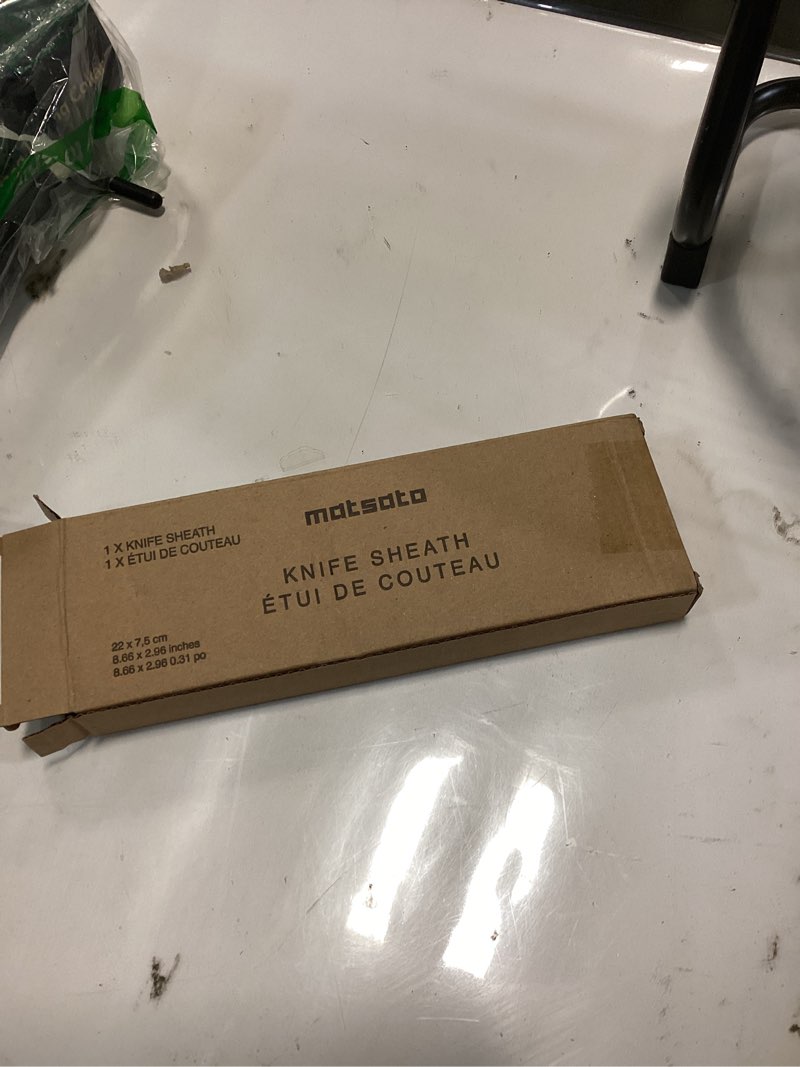 matsato
1 X KNIFE SHEATH
1 X ÉTUI DE COUTEAU
KNIFE SHEATH
ÉTUI DE COUTEAU
22 x 7,5 cm
8.66 x 2.96 inches
8.66 x 2.96 0.31 po